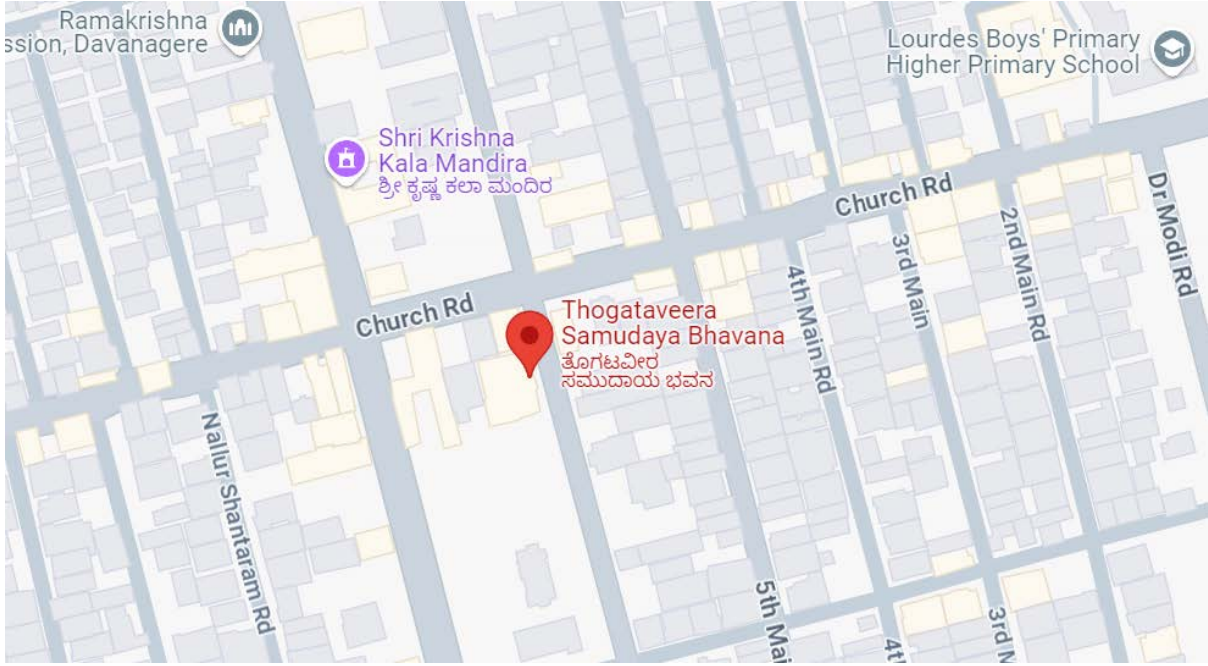 Ramakrishna
ssion, Davanagere
Lourdes Boys' Primary
Higher Primary School
Shri Krishna
Kala Mandira
ಶ್ರೀ ಕೃಷ್ಣ ಕಲಾ ಮಂದಿರ
Church Rd
Dr Modi Rd
2nd Main Rd
3rd Main
4th Main Rd
Church Rd
Thogataveera
Samudaya Bhavana
ತೊಗಟವೀರ
ಸಮುದಾಯ ಭವನ
Nallur Shantaram Rd
5th Mai
4th
3rd M